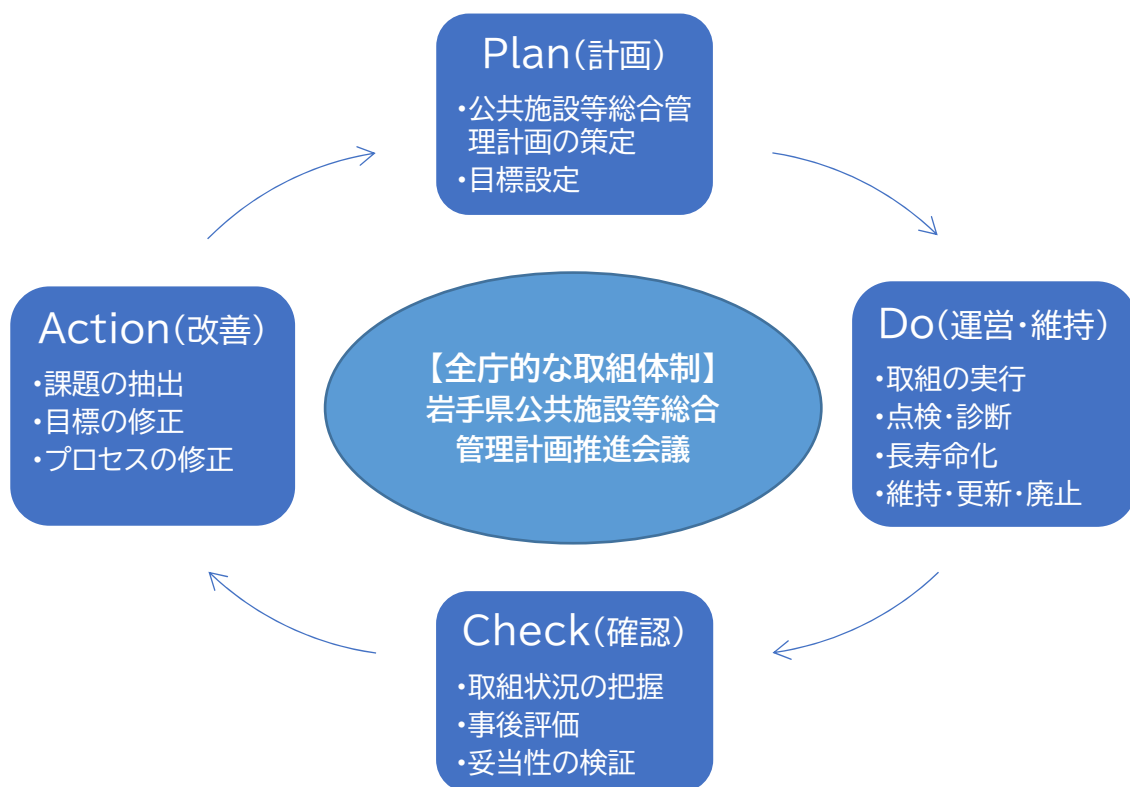 Plan(計画)
・公共施設等総合管
理計画の策定
・目標設定
Action(改善)
・課題の抽出
・目標の修正
・プロセスの修正
【全庁的な取組体制】
岩手県公共施設等総合
管理計画推進会議
Do(運営・維持)
・取組の実行
・点検・診断
・長寿命化
・維持・更新・廃止
Check(確認)
・取組状況の把握
・事後評価
・妥当性の検証